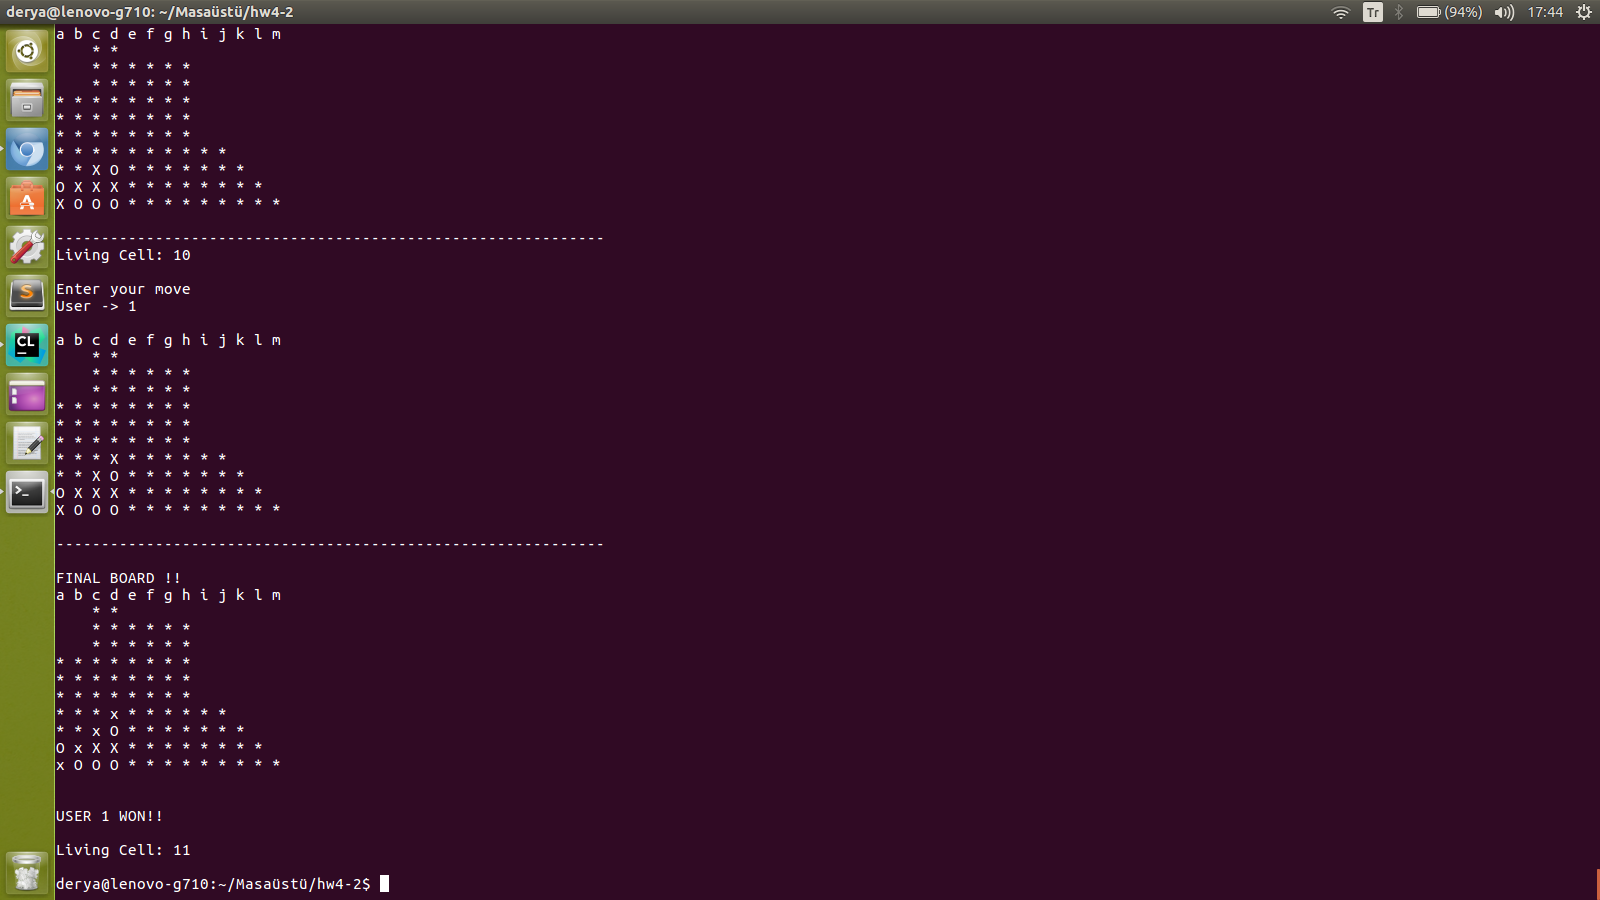 derya@lenovo-g710: ~/Masaüstü/hw4-2
Tr
(94%)
17:44
a b c d e f g h i j k l m
    * *
    * * * * * *
    * * * * * *
* * * * * * * *
* * * * * * * *
* * * * * * * *
* * * * * * * * * *
* * X O * * * * * * *
O X X X * * * * * * * *
X O O O * * * * * * * * *
-------------------------------------------------------------
Living Cell: 10
Enter your move
User -> 1
a b c d e f g h i j k l m
    * *
    * * * * * *
    * * * * * *
* * * * * * * *
* * * * * * * *
* * * * * * * *
* * * X * * * * * *
* * X O * * * * * * *
O X X X * * * * * * * *
X O O O * * * * * * * * *
-------------------------------------------------------------
FINAL BOARD !!
a b c d e f g h i j k l m
    * *
    * * * * * *
    * * * * * *
* * * * * * * *
* * * * * * * *
* * * * * * * *
* * * x * * * * * *
* * x O * * * * * * *
O x X X * * * * * * * *
x O O O * * * * * * * * *
USER 1 WON!!
Living Cell: 11
derya@lenovo-g710:~/Masaüstü/hw4-2$
A
S
CL
>_